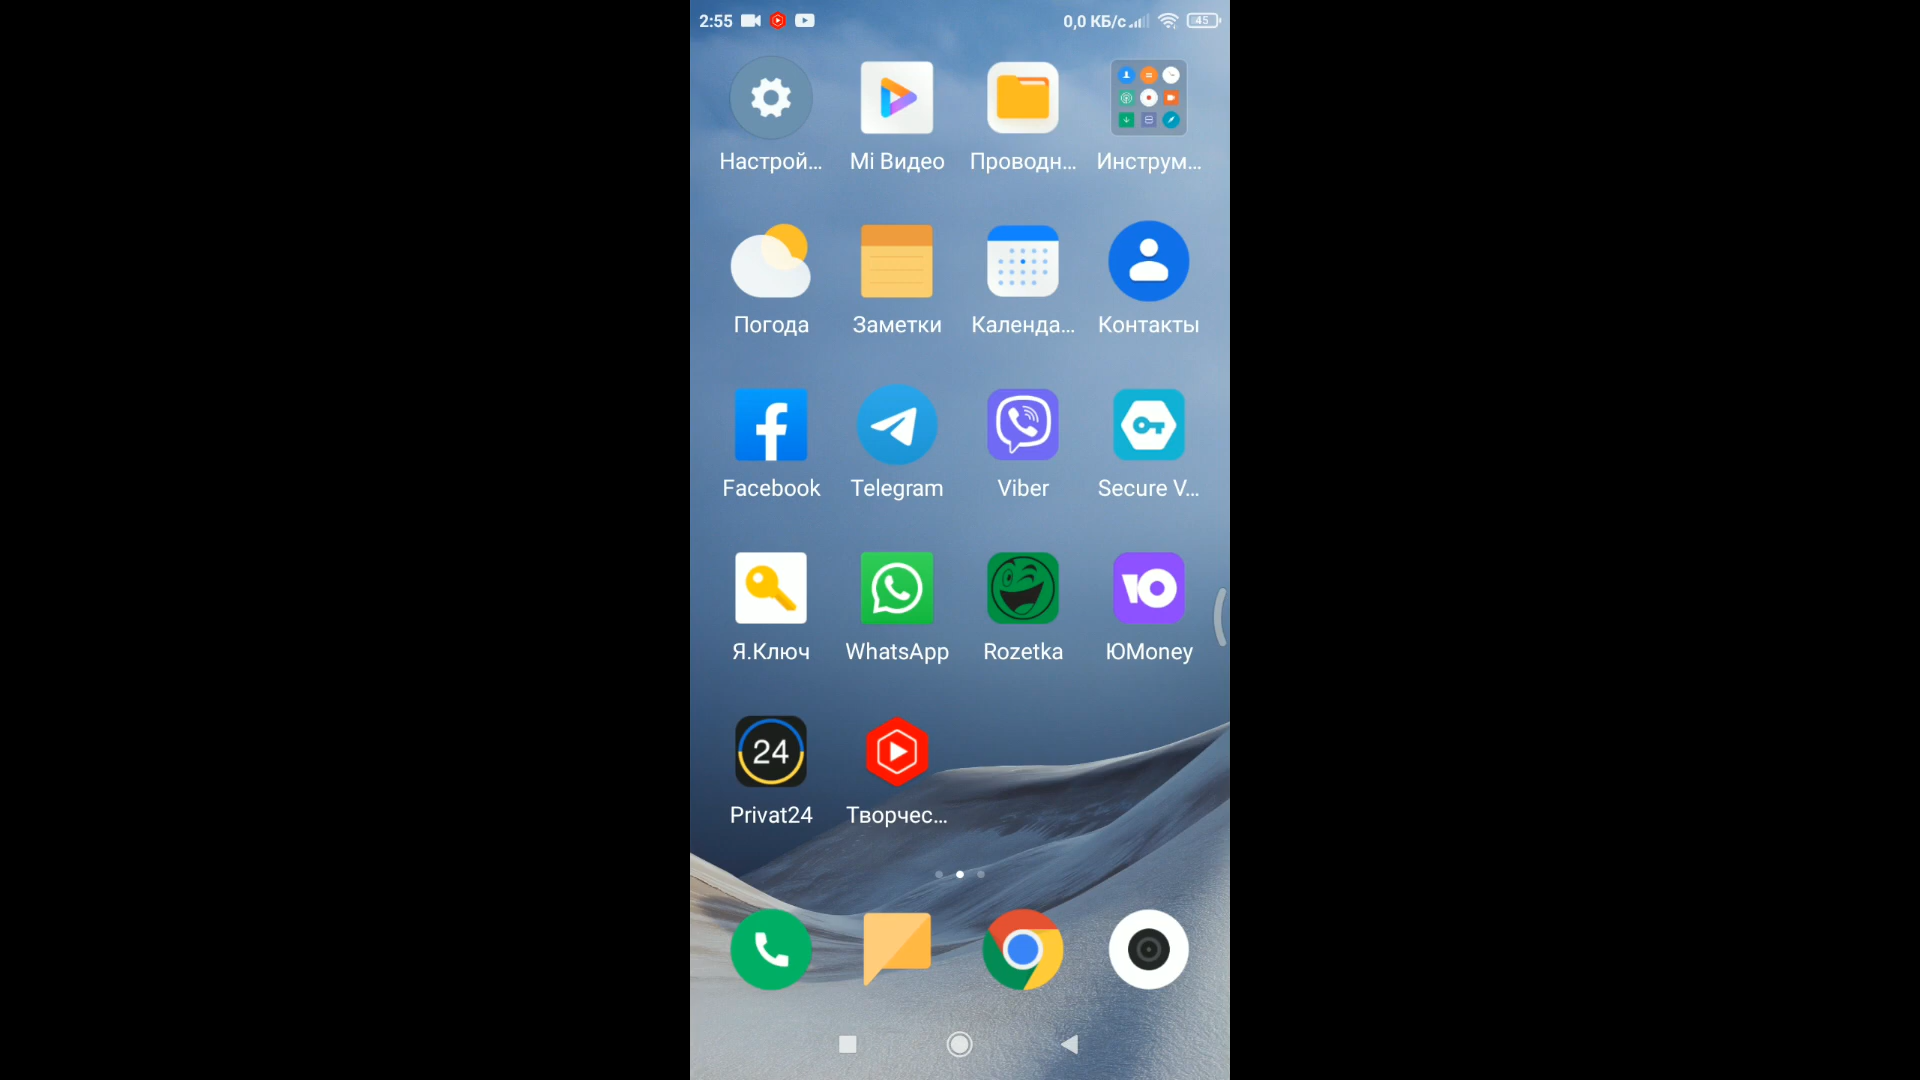 2:55 0,0 КБ/с 45
Настрой... Mi Видео Проводн... Инструм...
Погода Заметки Календа... Контакты
Facebook Telegram Viber Secure V...
Я.Ключ WhatsApp Rozetka ЮMoney
24
Privat24 Творчес...